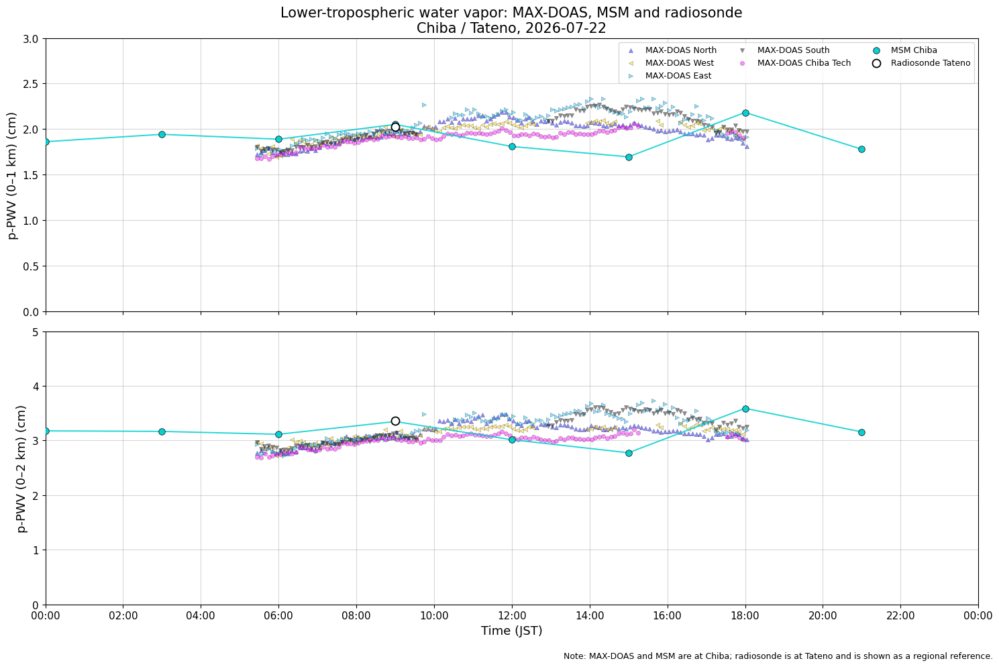 Lower-tropospheric water vapor: MAX-DOAS, MSM and radiosonde
Chiba / Tateno, 2026-07-22
p-PWV (0–1 km) (cm)
3.0
2.5
2.0
1.5
1.0
0.5
0.0
MAX-DOAS North
MAX-DOAS West
MAX-DOAS East
MAX-DOAS South
MAX-DOAS Chiba Tech
MSM Chiba
Radiosonde Tateno
p-PWV (0–2 km) (cm)
5
4
3
2
1
0
00:00 02:00 04:00 06:00 08:00 10:00 12:00 14:00 16:00 18:00 20:00 22:00 00:00
Time (JST)
Note: MAX-DOAS and MSM are at Chiba; radiosonde is at Tateno and is shown as a regional reference.